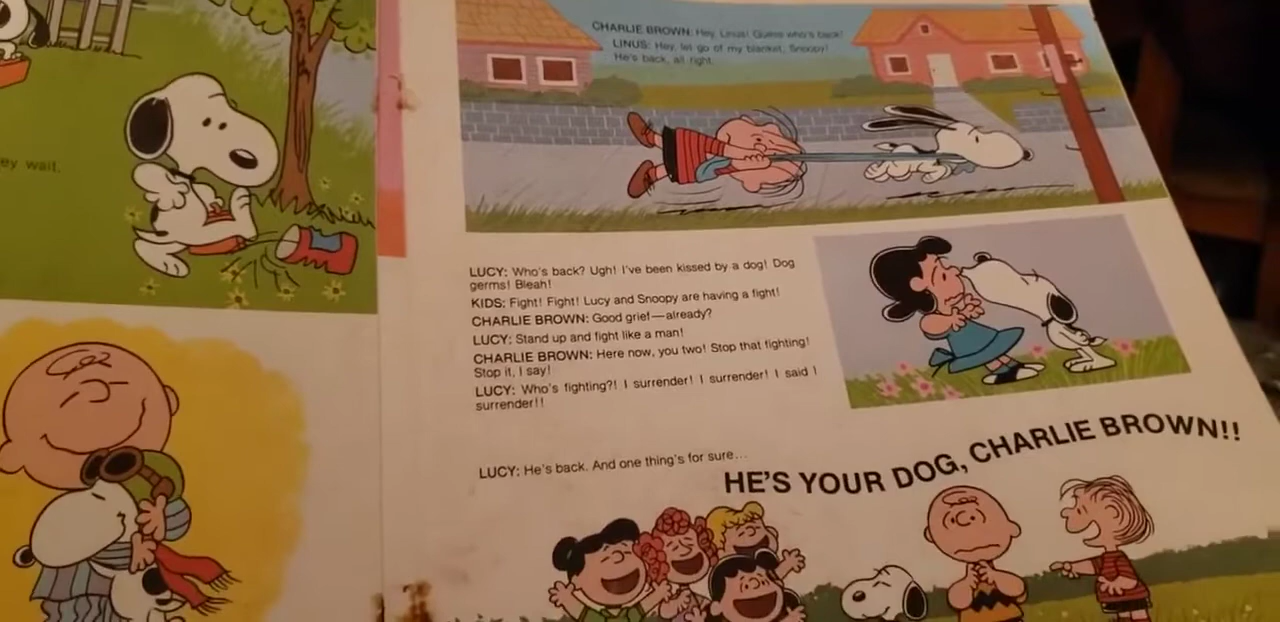 ey wait.
CHARLIE BROWN: Hey, Linus! Guess who's back!
LINUS: Hey, let go of my blanket, Snoopy!
He's back, all right.
LUCY: Who's back? Ugh! I've been kissed by a dog! Dog
germs! Bleah!
KIDS: Fight! Fight! Lucy and Snoopy are having a fight!
CHARLIE BROWN: Good grief—already?
LUCY: Stand up and fight like a man!
CHARLIE BROWN: Here now, you two! Stop that fighting!
Stop it, I say!
LUCY: Who's fighting?! I surrender! I surrender! I said I
surrender!!
LUCY: He's back. And one thing's for sure...
HE'S YOUR DOG, CHARLIE BROWN!!